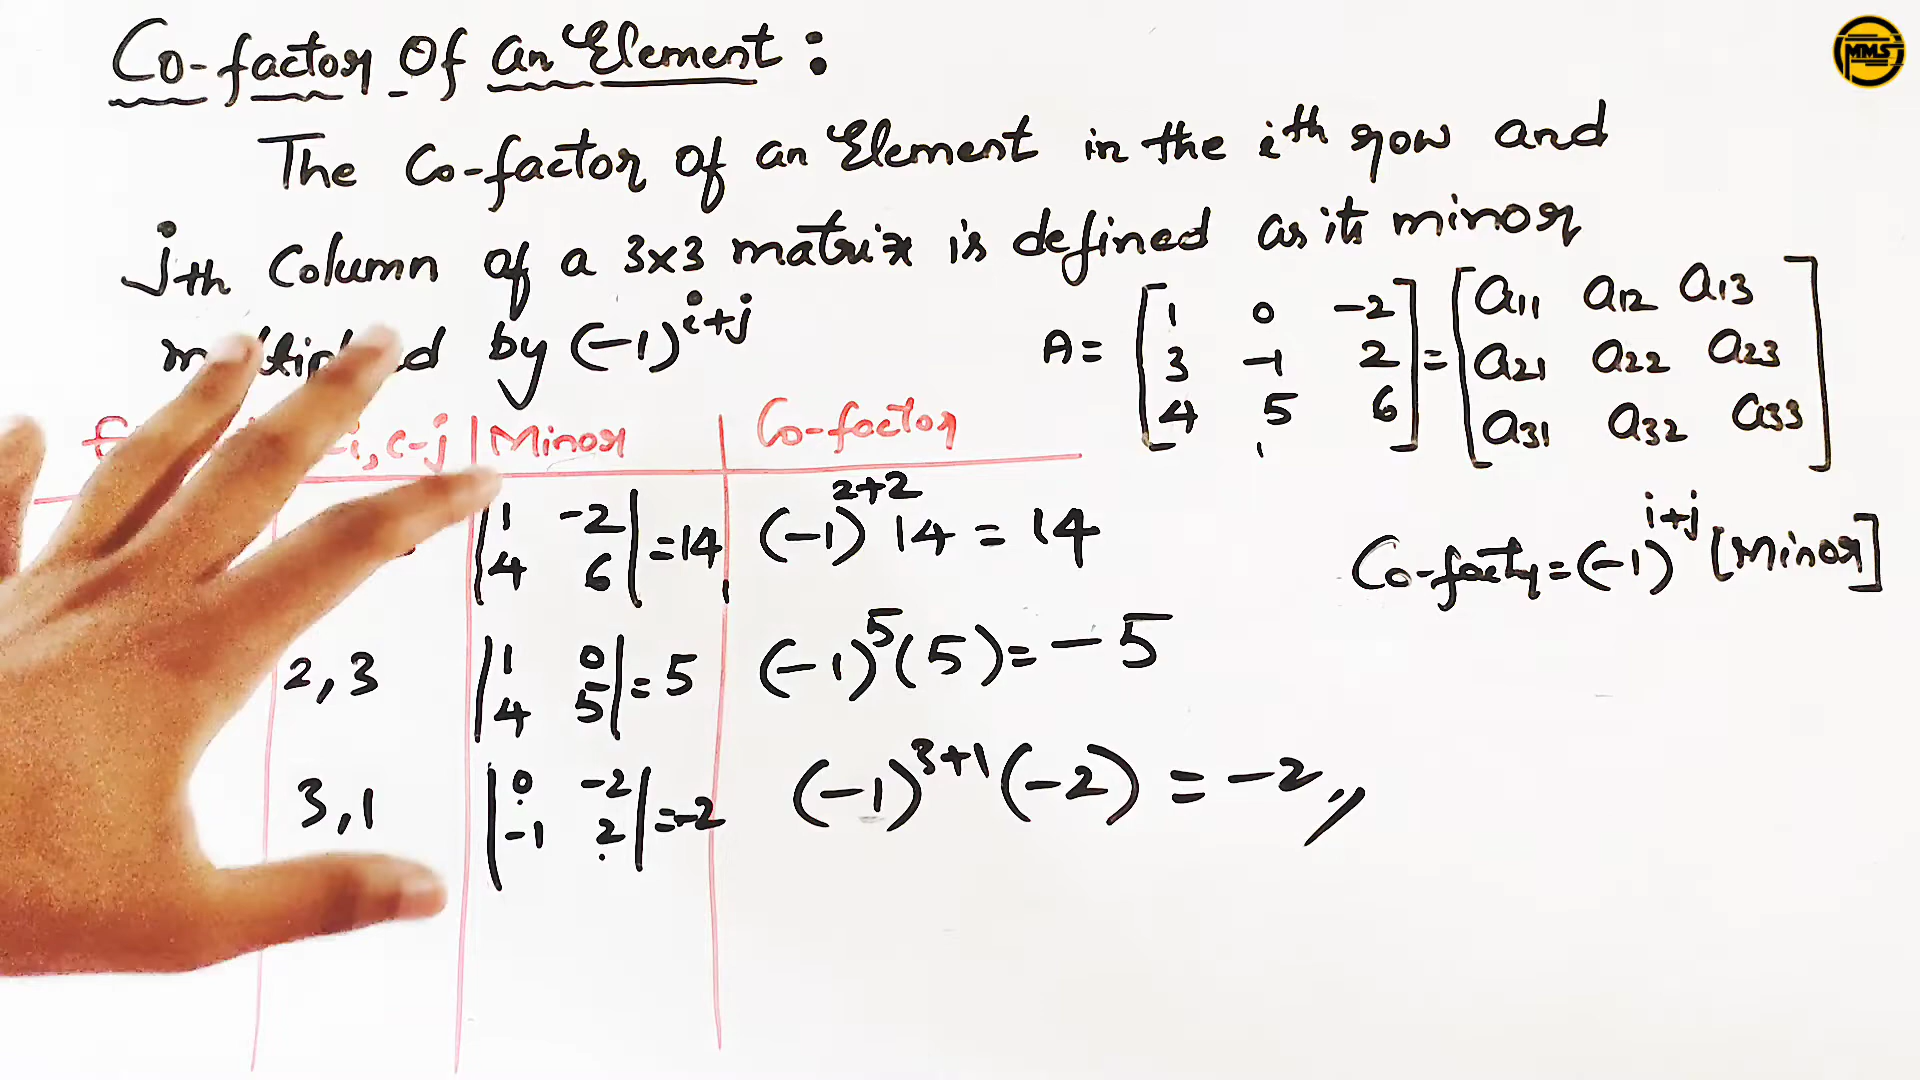 MMS
Co-factor Of an Element :
The Co-factor of an Element in the ith row and
jth Column of a 3x3 matrix is defined as its minor
by (-1)^i+j
A = [1 0 -2 = [a11 a12 a13
3 -1 2 a21 a22 a23
4 5 6] a31 a32 a33]
i, c-j Minor Co-factor
|1 -2 = 14 (-1)^2+2 14 = 14
4 6|
Co-factor = (-1)^i+j [Minor]
2, 3 |1 0 = 5 (-1)^5 (5) = -5
4 5|
3, 1 |0 -2 = -2 (-1)^3+1 (-2) = -2,,
-1 2|